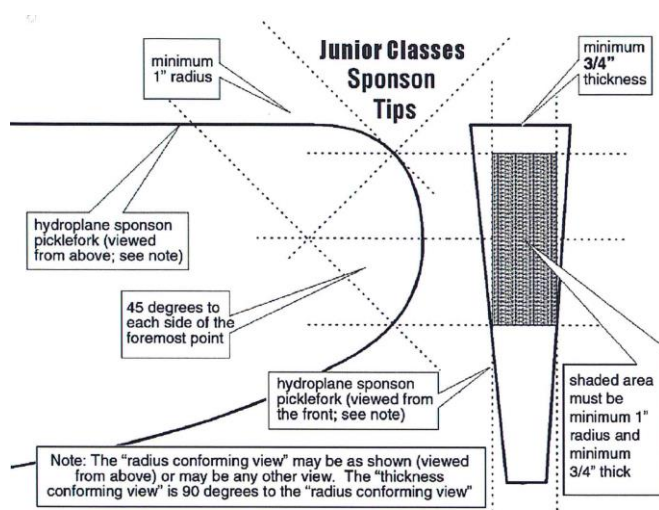 Junior Classes
Sponson
Tips
minimum
1" radius
minimum
3/4"
thickness
hydroplane sponson
picklefork (viewed
from above; see note)
45 degrees to
each side of the
foremost point
hydroplane sponson
picklefork (viewed from
the front; see note)
shaded area
must be
minimum 1"
radius and
minimum
3/4" thick
Note: The "radius conforming view" may be as shown (viewed
from above) or may be any other view. The "thickness
conforming view" is 90 degrees to the "radius conforming view"